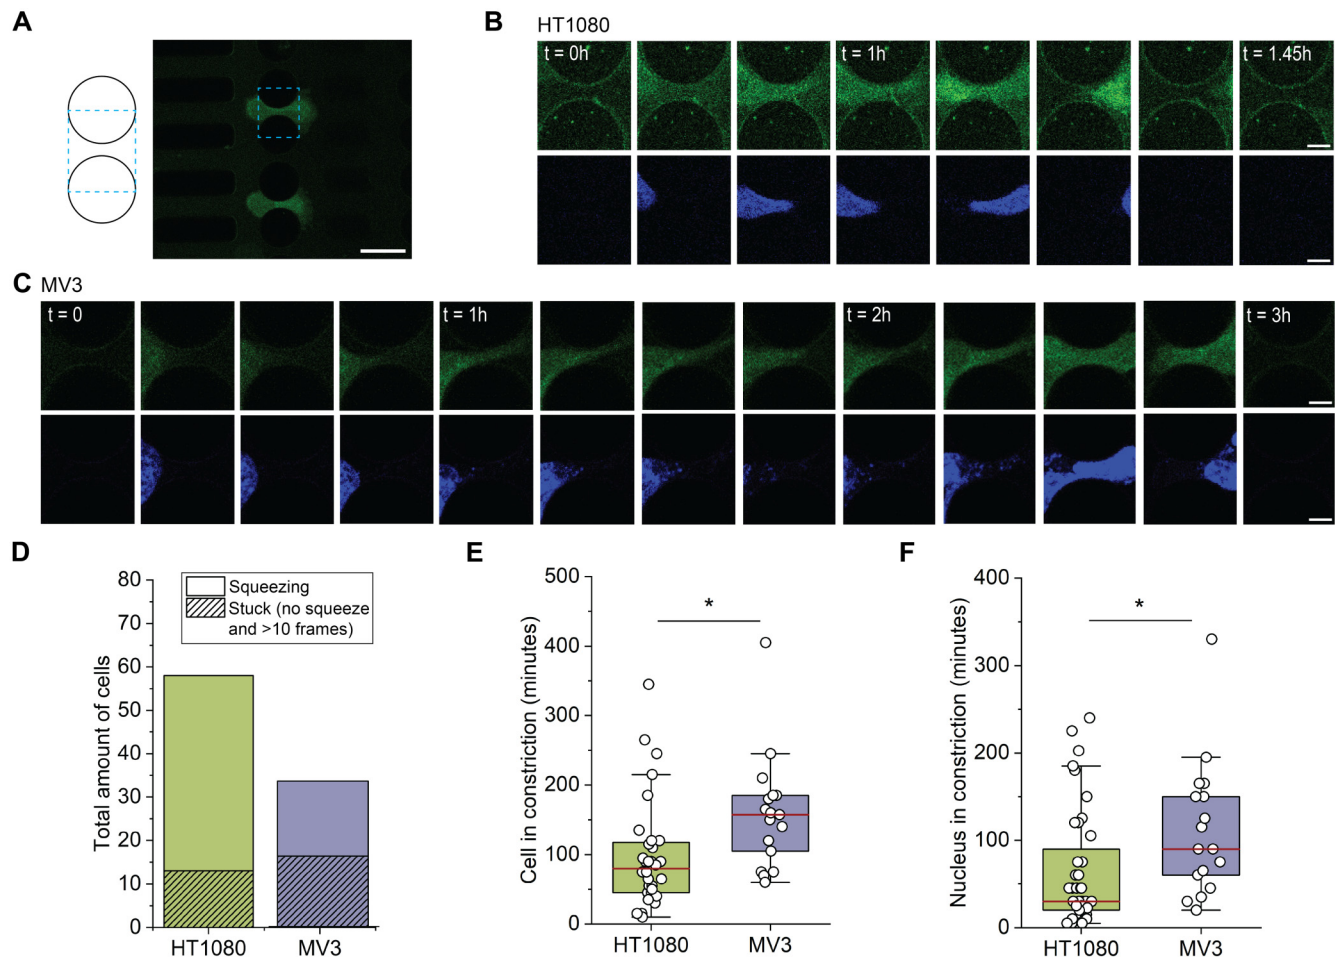 A
B
HT1080
t = 0h
1h
t = 1.45h
C
MV3
t = 0
t = 1h
t = 2h
t = 3h
D
80
70
60
50
40
30
20
10
0
Total amount of cells
Squeezing
Stuck (no squeeze
and >10 frames)
HT1080
MV3
E
500
400
300
200
100
0
Cell in constriction (minutes)
*
HT1080
MV3
F
400
300
200
100
0
Nucleus in constriction (minutes)
*
HT1080
MV3